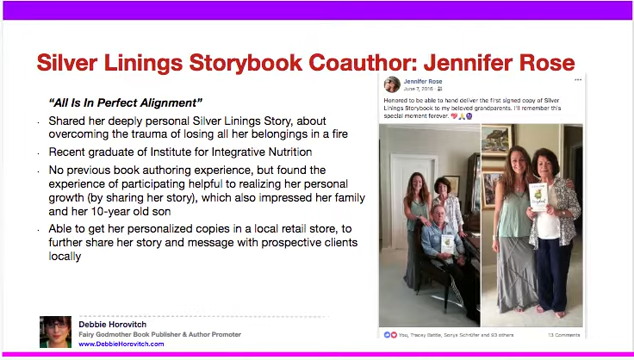 Silver Linings Storybook Coauthor: Jennifer Rose
“All Is In Perfect Alignment”
Shared her deeply personal Silver Linings Story, about
overcoming the trauma of losing all her belongings in a fire
Recent graduate of Institute for Integrative Nutrition
No previous book authoring experience, but found the
experience of participating helpful to realizing her personal
growth (by sharing her story), which also impressed her family
and her 10-year old son
Able to get her personalized copies in a local retail store, to
further share her story and message with prospective clients
locally
Jennifer Rose
June 7, 2016
Honored to be able to hand deliver the first signed copy of Silver
Linings Storybook to my beloved grandparents. I'll remember this
special moment forever.
You, Tracey and 93 others
13 Comments
Debbie Horovitch
Fairy Godmother Book Publisher & Author Promoter
www.DebbieHorovitch.com